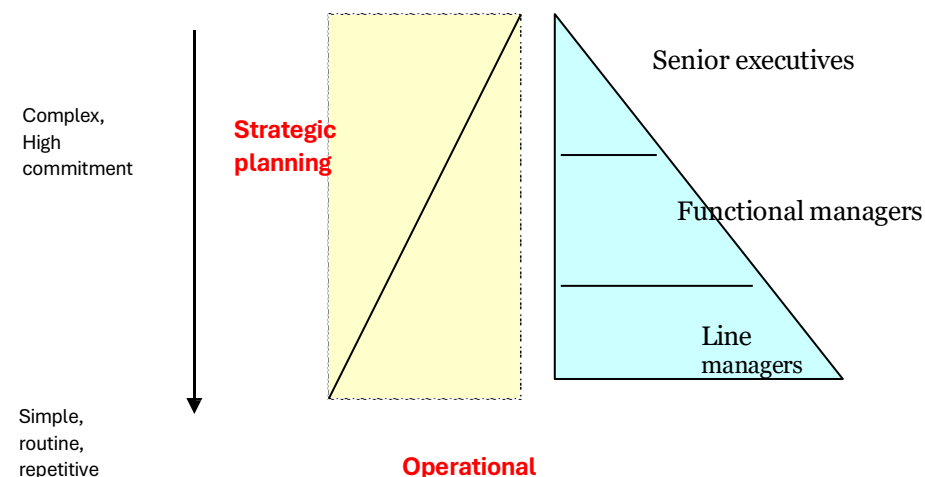 Senior executives
Complex,
High
commitment
Strategic
planning
Functional managers
Line
managers
Simple,
routine,
repetitive
Operational